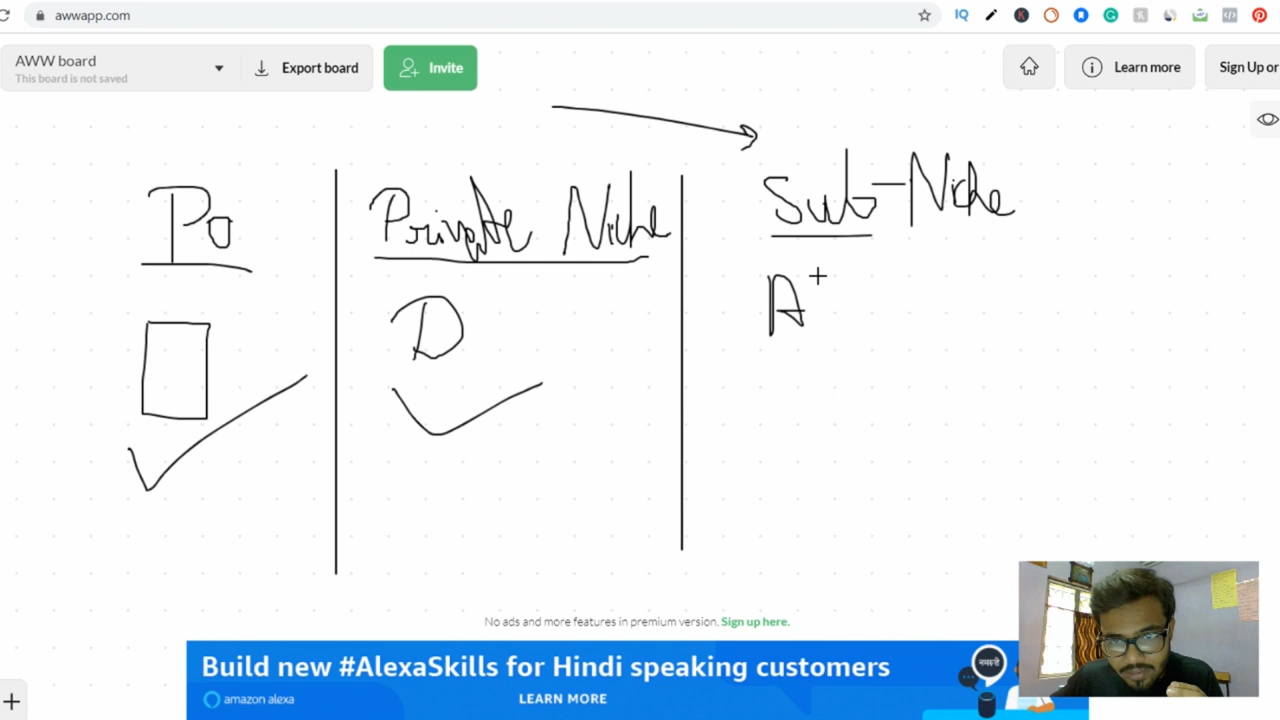 awwapp.com
IQ
AWW board
This board is not saved
Export board
Invite
Learn more
Sign Up or
Po
Private Niche
Sub-Niche
D
A+
No ads and more features in premium version. Sign up here.
Build new #AlexaSkills for Hindi speaking customers
amazon alexa
LEARN MORE
नमस्ते